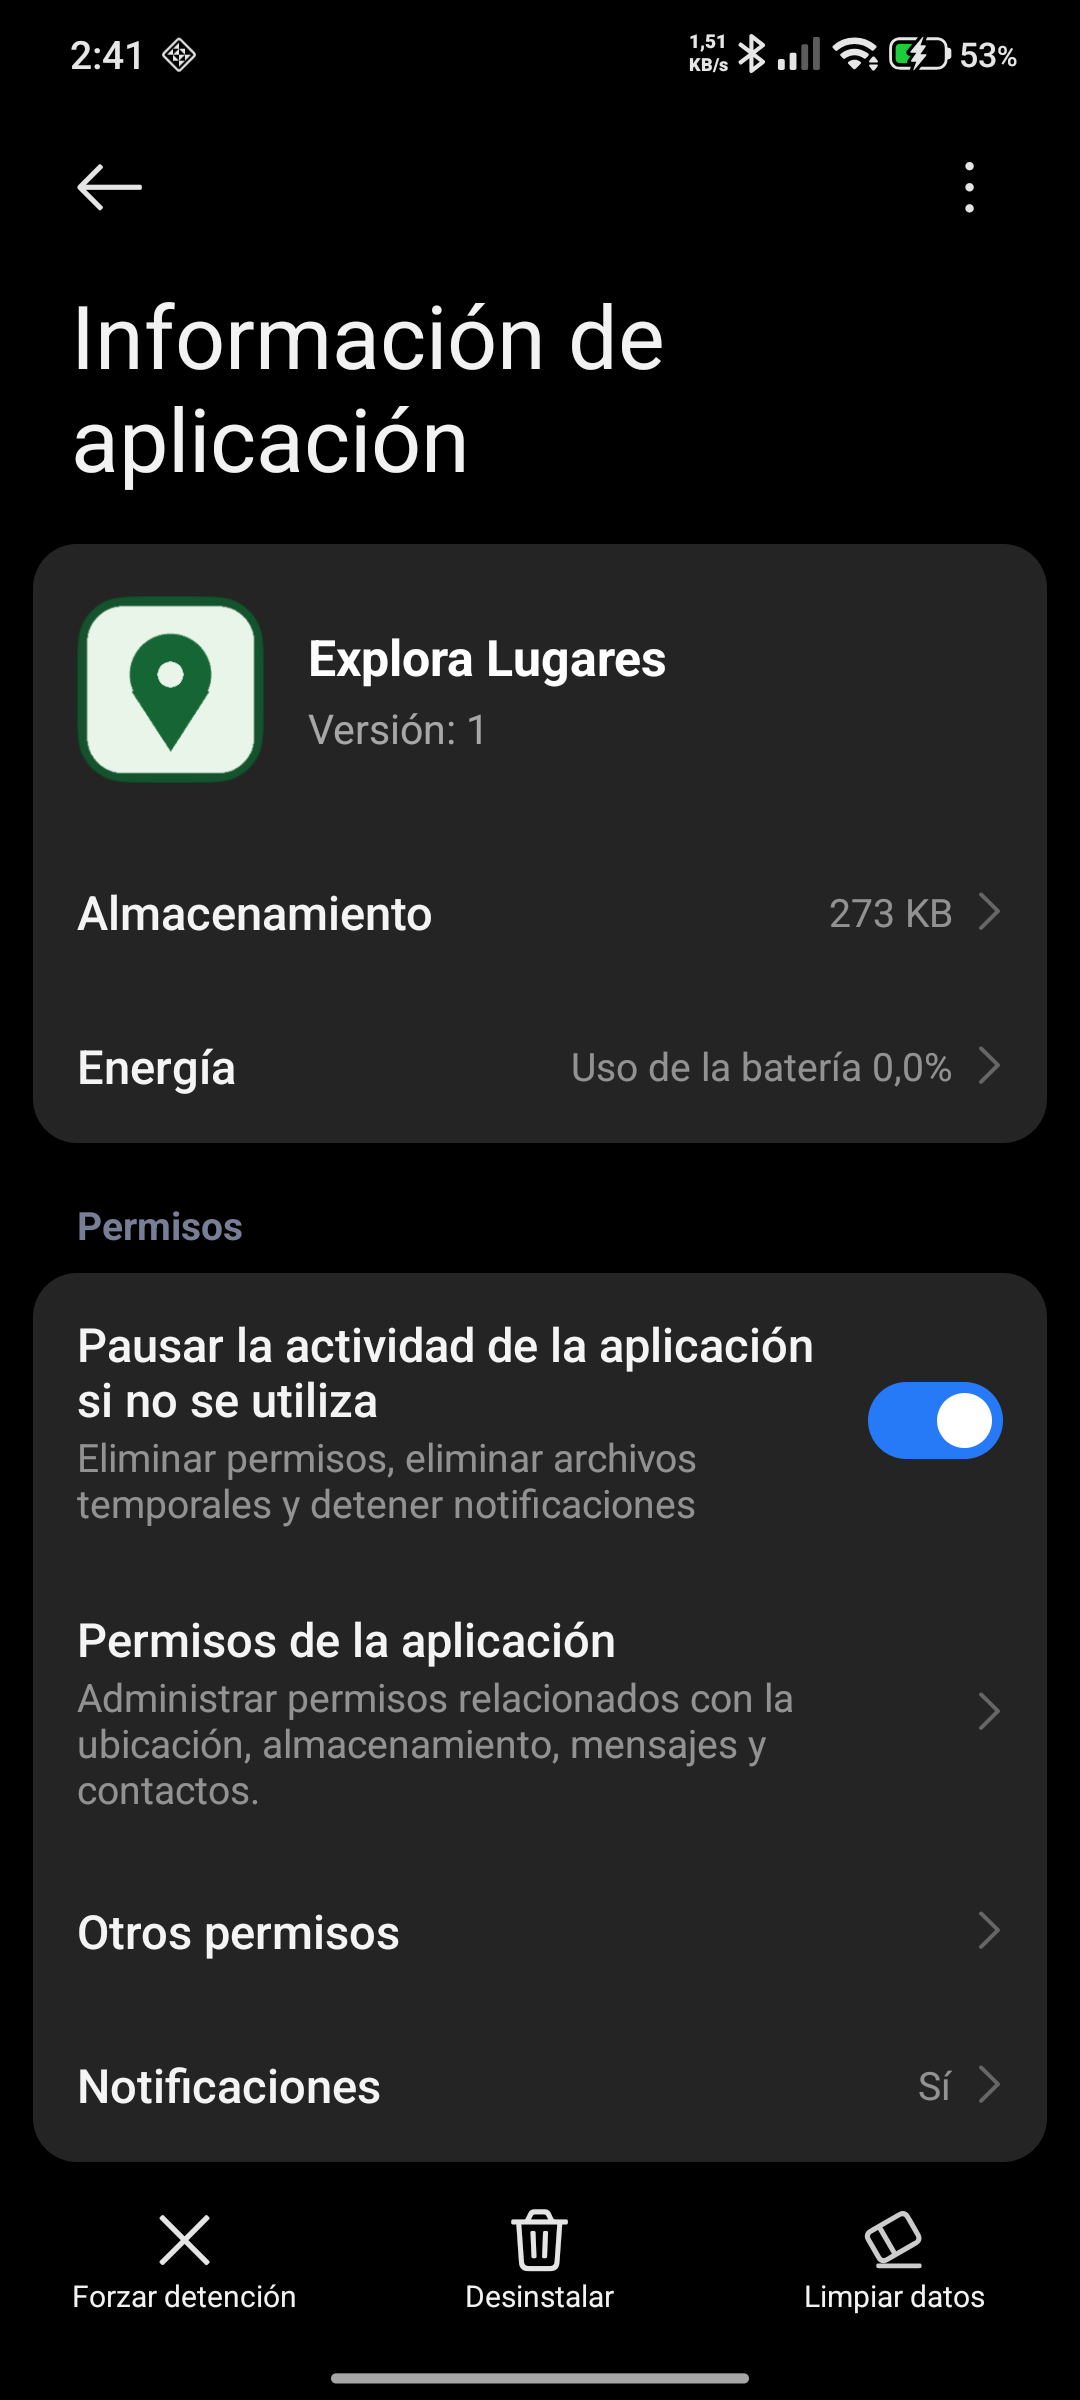 2:41
1,51
KB/s
53%
Información de
aplicación
Explora Lugares
Versión: 1
Almacenamiento
273 KB
Energía
Uso de la batería 0,0%
Permisos
Pausar la actividad de la aplicación
si no se utiliza
Eliminar permisos, eliminar archivos
temporales y detener notificaciones
Permisos de la aplicación
Administrar permisos relacionados con la
ubicación, almacenamiento, mensajes y
contactos.
Otros permisos
Notificaciones
Sí
Forzar detención
Desinstalar
Limpiar datos